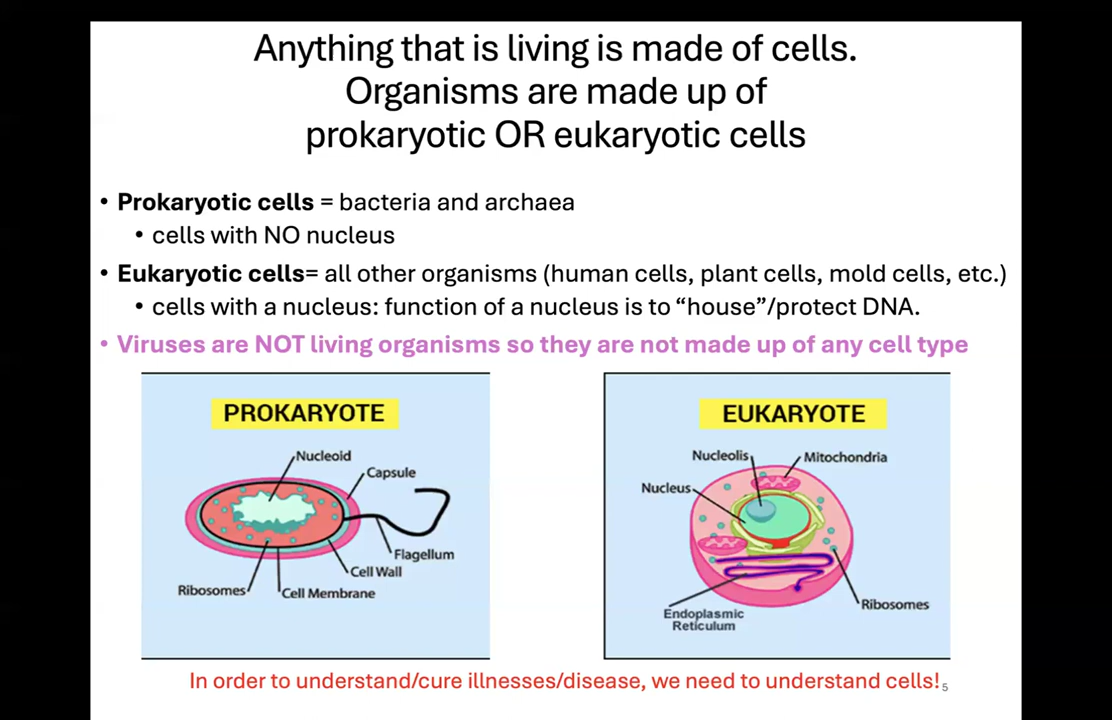 Anything that is living is made of cells.
Organisms are made up of
prokaryotic OR eukaryotic cells
• Prokaryotic cells = bacteria and archaea
• cells with NO nucleus
• Eukaryotic cells= all other organisms (human cells, plant cells, mold cells, etc.)
• cells with a nucleus: function of a nucleus is to “house”/protect DNA.
• Viruses are NOT living organisms so they are not made up of any cell type
PROKARYOTE
Nucleoid
Capsule
Flagellum
Cell Wall
Ribosomes
Cell Membrane
EUKARYOTE
Nucleolis
Mitochondria
Nucleus
Ribosomes
Endoplasmic
Reticulum
In order to understand/cure illnesses/disease, we need to understand cells!
5